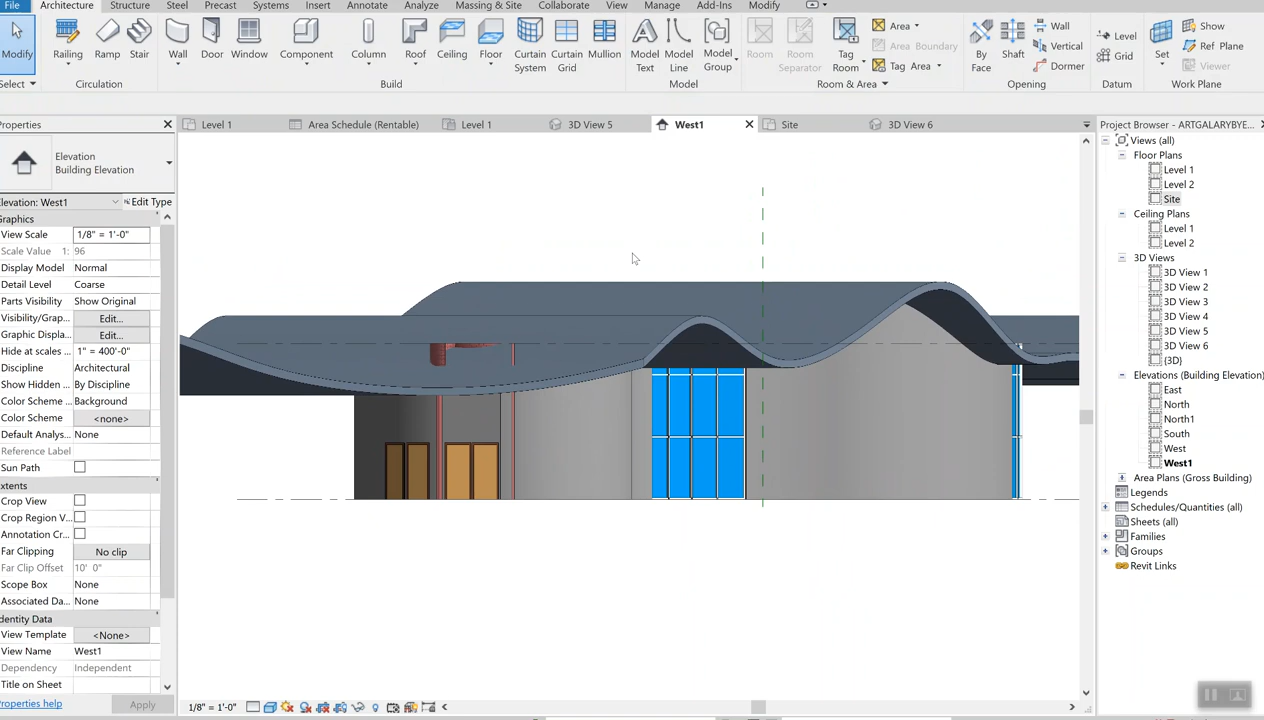 File Architecture Structure Steel Precast Systems Insert Annotate Analyze Massing & Site Collaborate View Manage Add-Ins Modify
Modify Railing Ramp Stair Wall Door Window Component Column Roof Ceiling Floor Curtain System Curtain Grid Mullion Model Text Model Line Model Group Room Room Separator Tag Room
Area
Area Boundary
Tag Area
By Face Shaft
Wall
Vertical
Dormer
Level
Grid
Set
Show
Ref Plane
Viewer
Select Circulation Build Model Room & Area Opening Datum Work Plane
Properties
Level 1 Area Schedule (Rentable) Level 1 3D View 5 West1 Site 3D View 6
Elevation
Building Elevation
Elevation: West1 Edit Type
Graphics
View Scale 1/8" = 1'-0"
Scale Value 1: 96
Display Model Normal
Detail Level Coarse
Parts Visibility Show Original
Visibility/Grap... Edit...
Graphic Displa... Edit...
Hide at scales ... 1" = 400'-0"
Discipline Architectural
Show Hidden ... By Discipline
Color Scheme ... Background
Color Scheme <none>
Default Analys... None
Reference Label
Sun Path
Extents
Crop View
Crop Region V...
Annotation Cr...
Far Clipping No clip
Far Clip Offset 10' 0"
Scope Box None
Associated Da... None
Identity Data
View Template <None>
View Name West1
Dependency Independent
Title on Sheet
Properties help Apply
1/8" = 1'-0"
Project Browser - ARTGALARYBYE...
Views (all)
Floor Plans
Level 1
Level 2
Site
Ceiling Plans
Level 1
Level 2
3D Views
3D View 1
3D View 2
3D View 3
3D View 4
3D View 5
3D View 6
{3D}
Elevations (Building Elevation)
East
North
North1
South
West
West1
Area Plans (Gross Building)
Legends
Schedules/Quantities (all)
Sheets (all)
Families
Groups
Revit Links